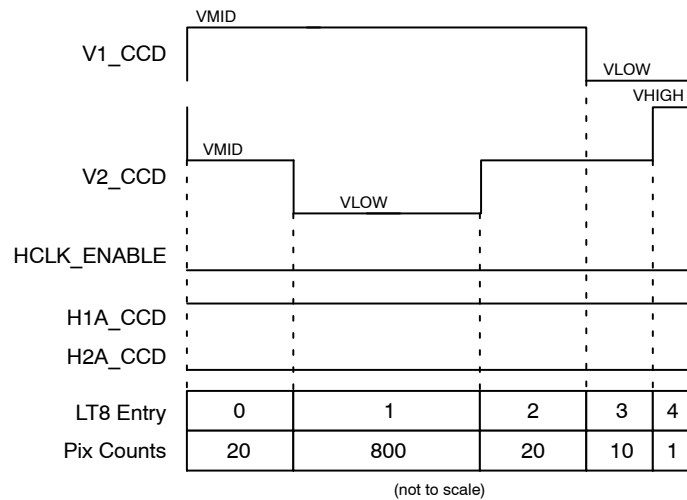 VMID
V1_CCD
VLOW
VHIGH
VMID
V2_CCD
VLOW
HCLK_ENABLE
H1A_CCD
H2A_CCD
LT8 Entry 0 1 2 3 4
Pix Counts 20 800 20 10 1
(not to scale)